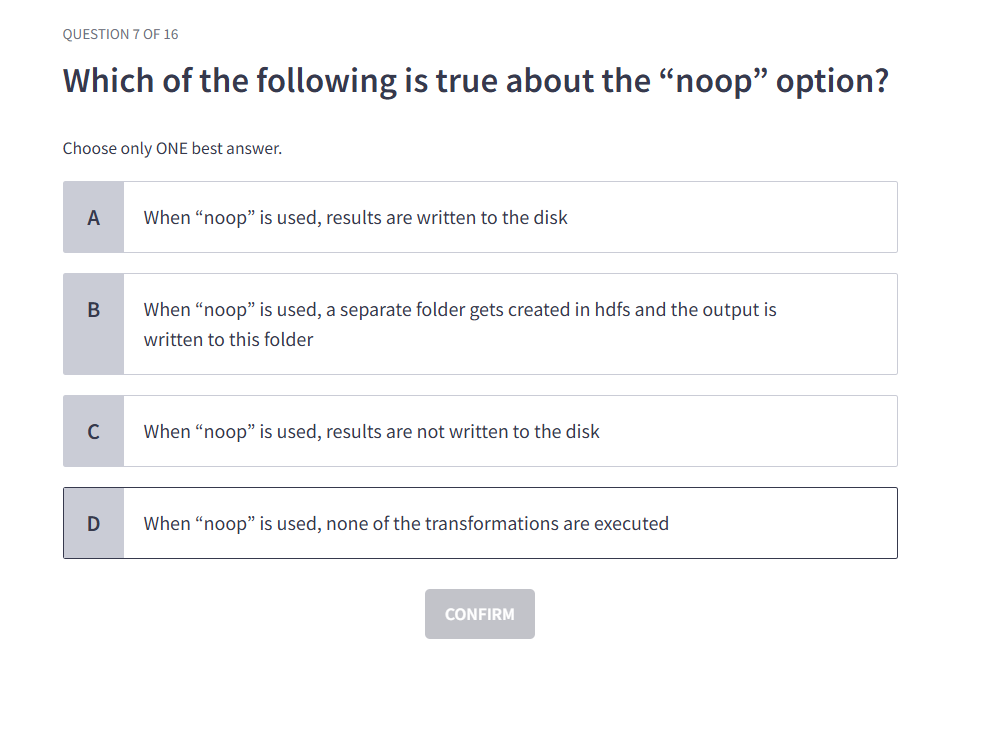 QUESTION 7 OF 16
Which of the following is true about the “noop” option?
Choose only ONE best answer.
A
When “noop” is used, results are written to the disk
B
When “noop” is used, a separate folder gets created in hdfs and the output is
written to this folder
C
When “noop” is used, results are not written to the disk
D
When “noop” is used, none of the transformations are executed
CONFIRM